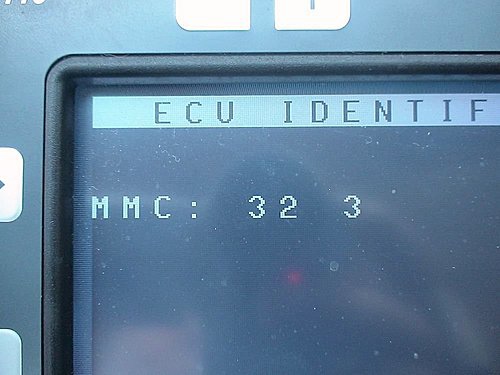 ECU IDENTIF
MMC: 32 3